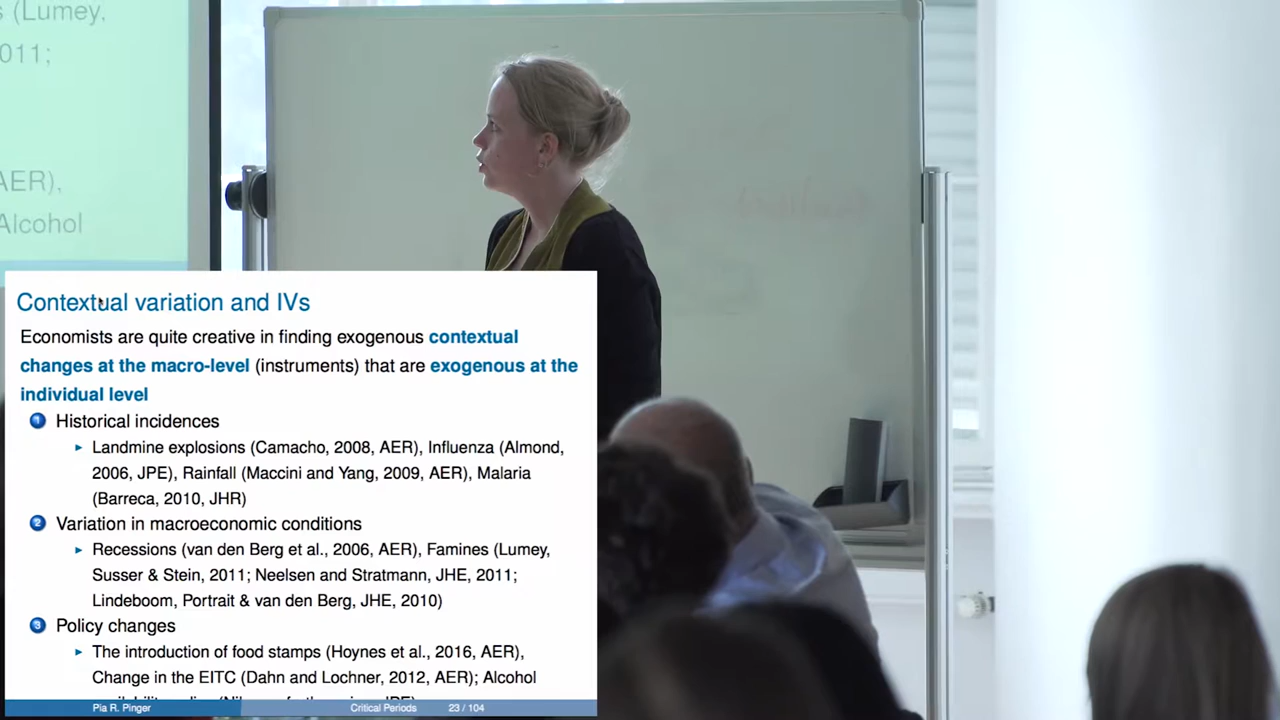 s (Lumey,
011;
AER),
Alcohol
Contextual variation and IVs
Economists are quite creative in finding exogenous contextual
changes at the macro-level (instruments) that are exogenous at the
individual level
1 Historical incidences
Landmine explosions (Camacho, 2008, AER), Influenza (Almond,
2006, JPE), Rainfall (Maccini and Yang, 2009, AER), Malaria
(Barreca, 2010, JHR)
2 Variation in macroeconomic conditions
Recessions (van den Berg et al., 2006, AER), Famines (Lumey,
Susser & Stein, 2011; Neelsen and Stratmann, JHE, 2011;
Lindeboom, Portrait & van den Berg, JHE, 2010)
3 Policy changes
The introduction of food stamps (Hoynes et al., 2016, AER),
Change in the EITC (Dahn and Lochner, 2012, AER); Alcohol
Pia R. Pinger Critical Periods 23 / 104